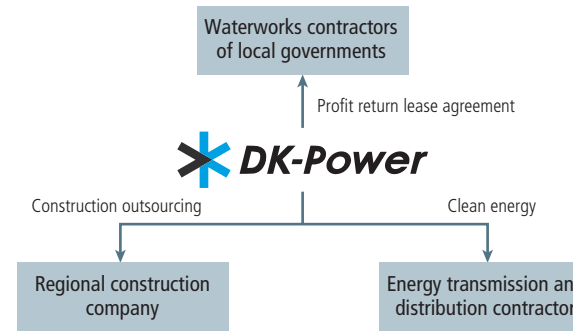 Waterworks contractors
of local governments
Profit return lease agreement
DK-Power
Construction outsourcing
Clean energy
Regional construction
company
Energy transmission an
distribution contractor